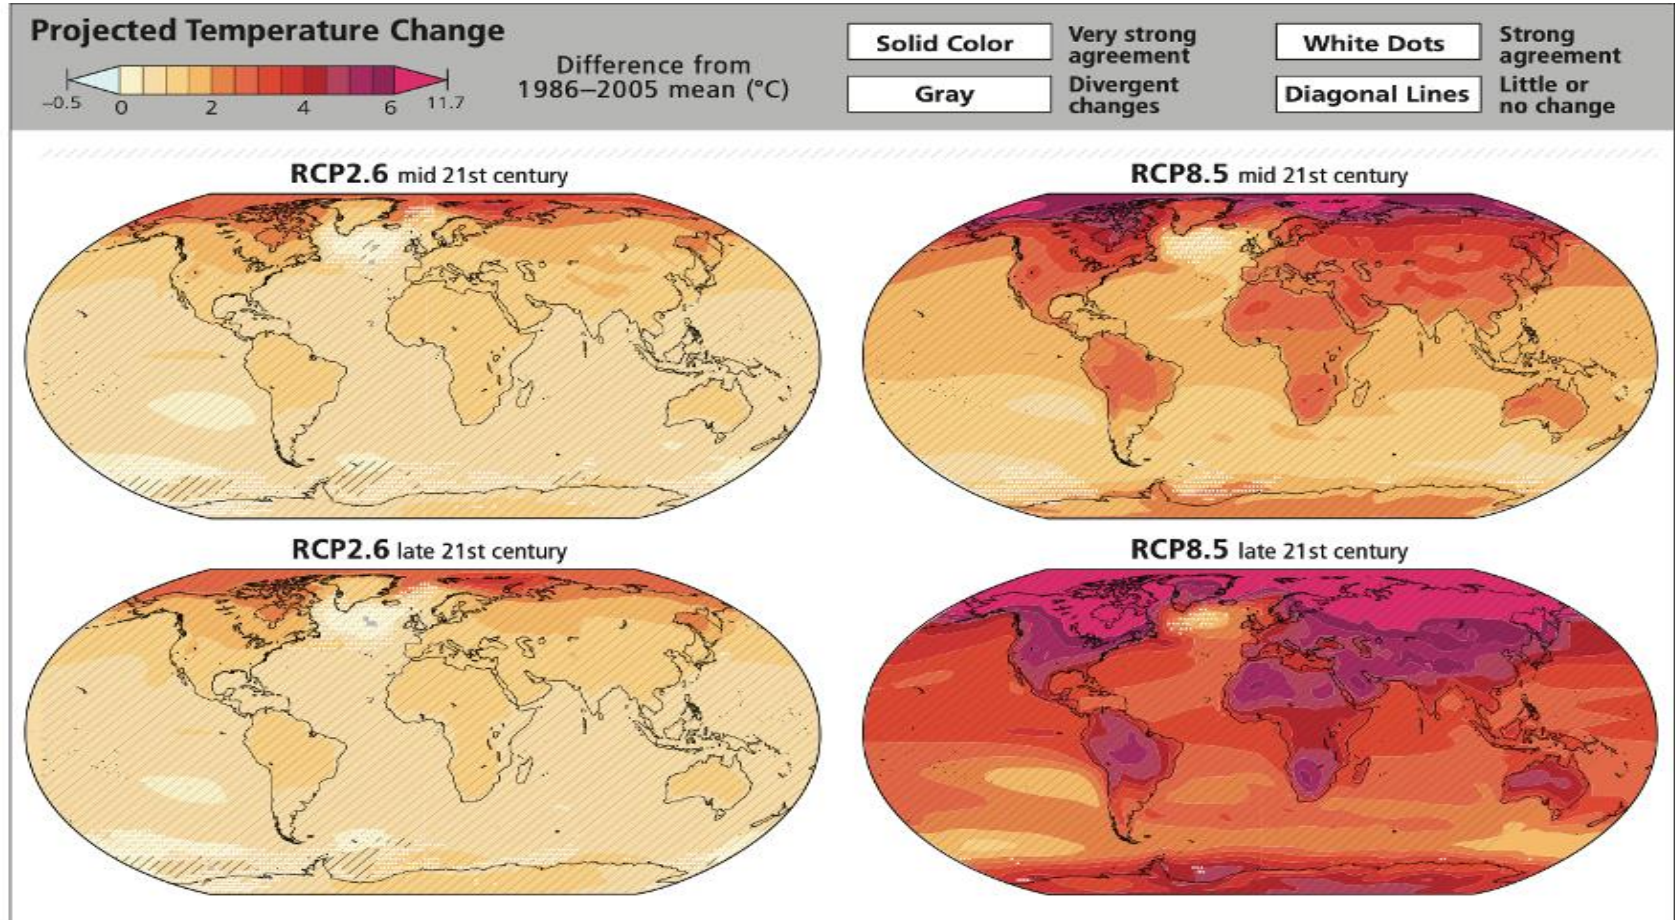 Projected Temperature Change
−0.5 0 2 4 6 11.7
Difference from
1986–2005 mean (°C)
Solid Color
Very strong
agreement
White Dots
Strong
agreement
Gray
Divergent
changes
Diagonal Lines
Little or
no change
RCP2.6 mid 21st century
RCP8.5 mid 21st century
RCP2.6 late 21st century
RCP8.5 late 21st century